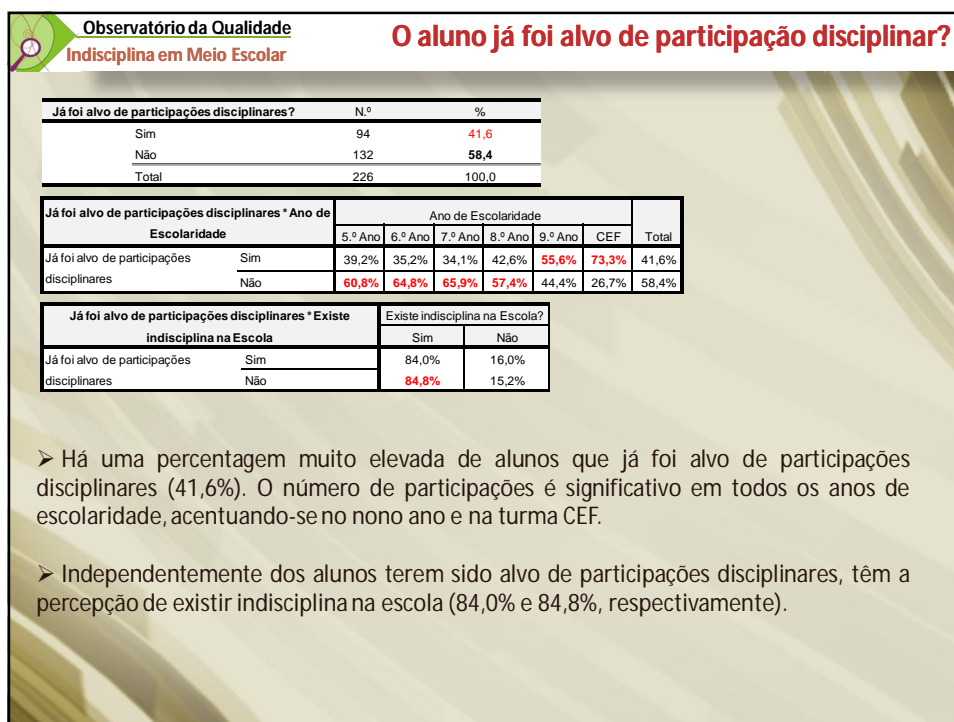 Observatório da Qualidade
Indisciplina em Meio Escolar
O aluno já foi alvo de participação disciplinar?
Já foi alvo de participações disciplinares? N.º %
Sim 94 41,6
Não 132 58,4
Total 226 100,0
Já foi alvo de participações disciplinares * Ano de Escolaridade
Ano de Escolaridade
5.º Ano 6.º Ano 7.º Ano 8.º Ano 9.º Ano CEF Total
Já foi alvo de participações disciplinares
Sim 39,2% 35,2% 34,1% 42,6% 55,6% 73,3% 41,6%
Não 60,8% 64,8% 65,9% 57,4% 44,4% 26,7% 58,4%
Já foi alvo de participações disciplinares * Existe indisciplina na Escola
Existe indisciplina na Escola?
Sim Não
Já foi alvo de participações disciplinares
Sim 84,0% 16,0%
Não 84,8% 15,2%
➢ Há uma percentagem muito elevada de alunos que já foi alvo de participações
disciplinares (41,6%). O número de participações é significativo em todos os anos de
escolaridade, acentuando-se no nono ano e na turma CEF.
➢ Independentemente dos alunos terem sido alvo de participações disciplinares, têm a
percepção de existir indisciplina na escola (84,0% e 84,8%, respectivamente).